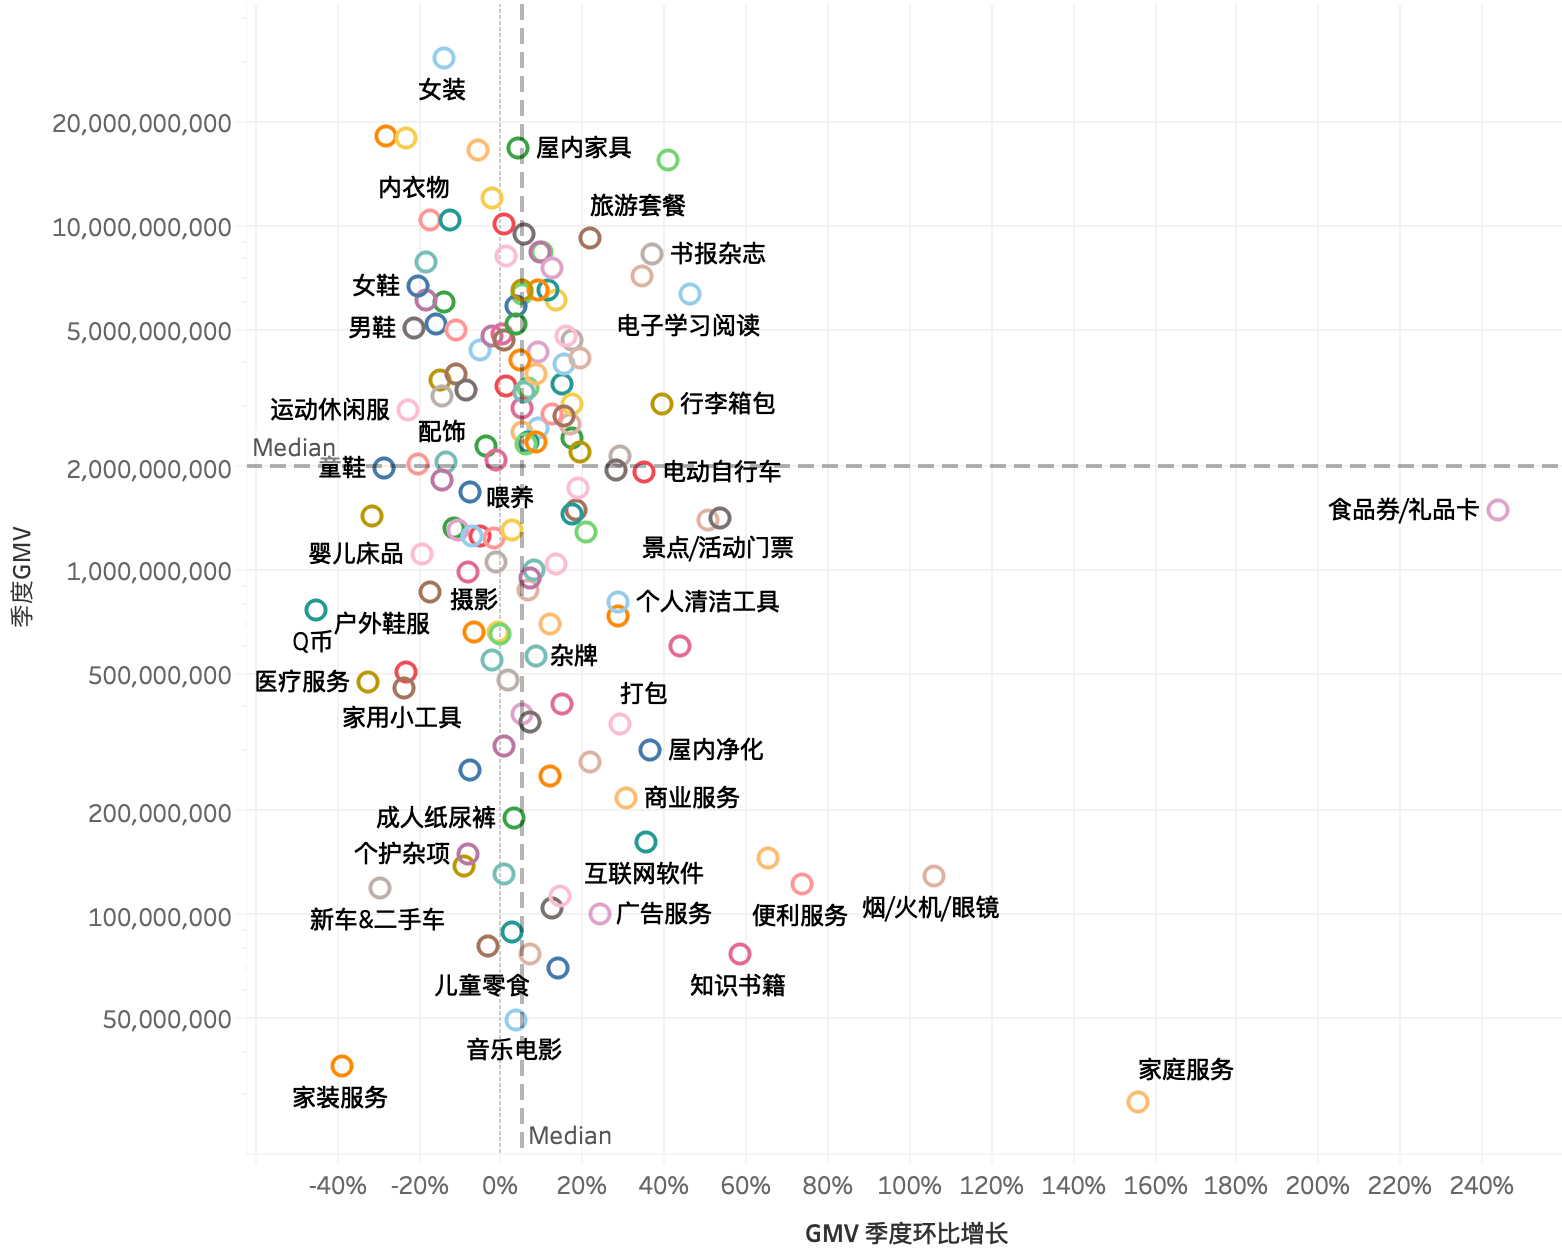 女装
20,000,000,000
屋内家具
内衣物
旅游套餐
10,000,000,000
书报杂志
女鞋
电子学习阅读
男鞋
5,000,000,000
行李箱包
运动休闲服
配饰
Median
童鞋
2,000,000,000
电动自行车
喂养
食品券/礼品卡
景点/活动门票
婴儿床品
1,000,000,000
摄影
个人清洁工具
户外鞋服
Q币
杂牌
医疗服务
500,000,000
打包
家用小工具
屋内净化
商业服务
200,000,000
成人纸尿裤
个护杂项
互联网软件
新车&二手车
100,000,000
广告服务
便利服务
烟/火机/眼镜
儿童零食
知识书籍
50,000,000
音乐电影
家装服务
家庭服务
Median
季度GMV
-40% -20% 0% 20% 40% 60% 80% 100% 120% 140% 160% 180% 200% 220% 240%
GMV 季度环比增长